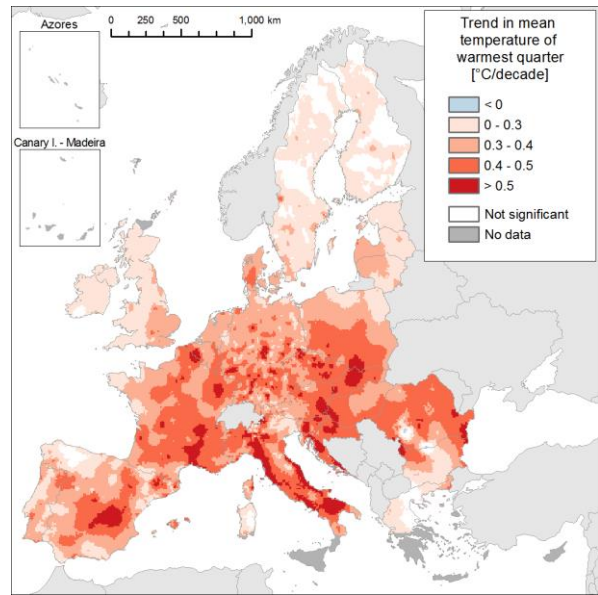 Azores
0 250 500 1,000 km
Canary I. - Madeira
Trend in mean
temperature of
warmest quarter
[°C/decade]
< 0
0 - 0.3
0.3 - 0.4
0.4 - 0.5
> 0.5
Not significant
No data